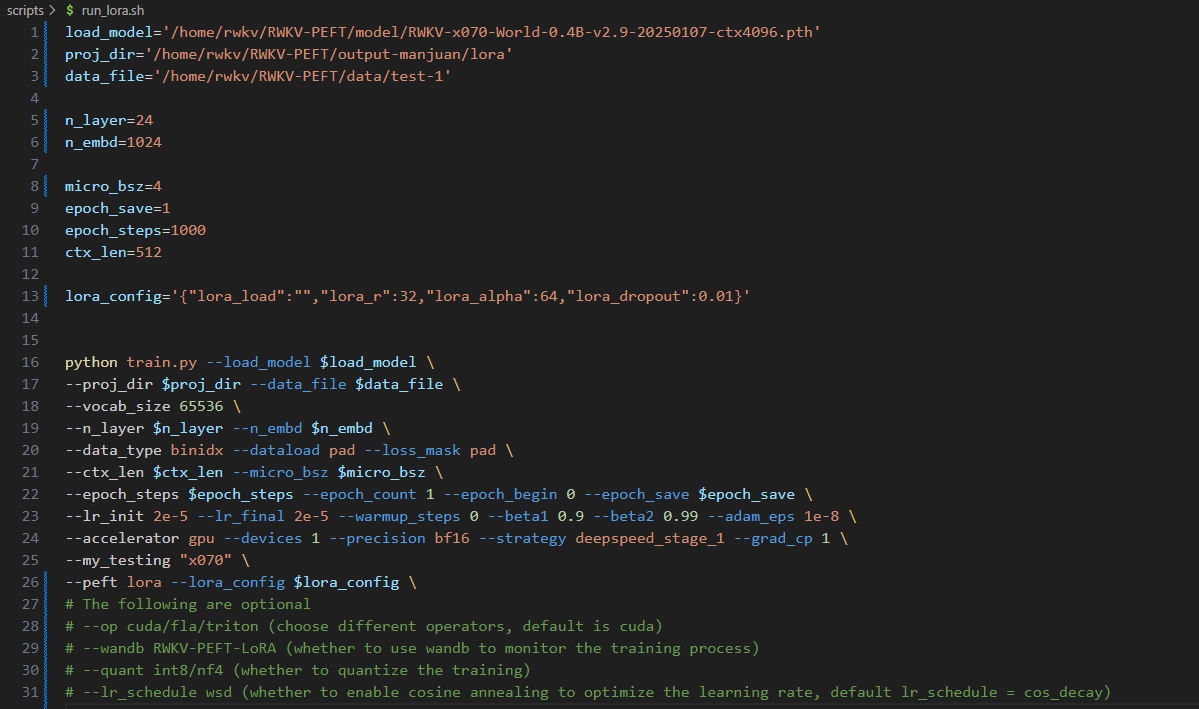 scripts > $ run_lora.sh
1 load_model='/home/rwkv/RWKV-PEFT/model/RWKV-x070-World-0.4B-v2.9-20250107-ctx4096.pth'
2 proj_dir='/home/rwkv/RWKV-PEFT/output-manjuan/lora'
3 data_file='/home/rwkv/RWKV-PEFT/data/test-1'
4
5 n_layer=24
6 n_embd=1024
7
8 micro_bsz=4
9 epoch_save=1
10 epoch_steps=1000
11 ctx_len=512
12
13 lora_config='{"lora_load":"","lora_r":32,"lora_alpha":64,"lora_dropout":0.01}'
14
15
16 python train.py --load_model $load_model \
17 --proj_dir $proj_dir --data_file $data_file \
18 --vocab_size 65536 \
19 --n_layer $n_layer --n_embd $n_embd \
20 --data_type binidx --dataload pad --loss_mask pad \
21 --ctx_len $ctx_len --micro_bsz $micro_bsz \
22 --epoch_steps $epoch_steps --epoch_count 1 --epoch_begin 0 --epoch_save $epoch_save \
23 --lr_init 2e-5 --lr_final 2e-5 --warmup_steps 0 --beta1 0.9 --beta2 0.99 --adam_eps 1e-8 \
24 --accelerator gpu --devices 1 --precision bf16 --strategy deepspeed_stage_1 --grad_cp 1 \
25 --my_testing "x070" \
26 --peft lora --lora_config $lora_config \
27 # The following are optional
28 # --op cuda/fla/triton (choose different operators, default is cuda)
29 # --wandb RWKV-PEFT-LoRA (whether to use wandb to monitor the training process)
30 # --quant int8/nf4 (whether to quantize the training)
31 # --lr_schedule wsd (whether to enable cosine annealing to optimize the learning rate, default lr_schedule = cos_decay)